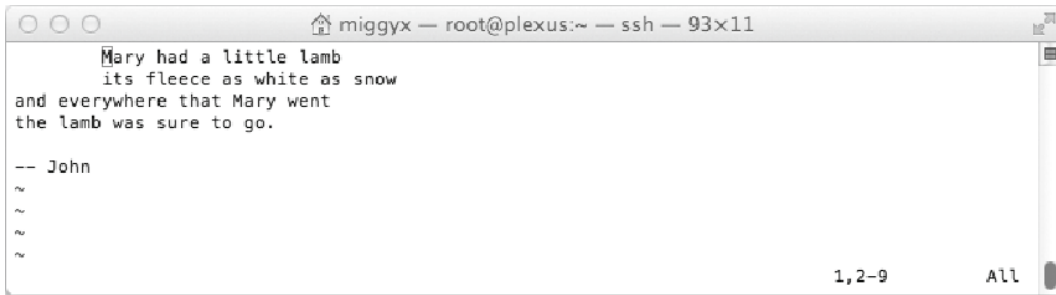 miggyx — root@plexus:~ — ssh — 93×11
Mary had a little lamb
its fleece as white as snow
and everywhere that Mary went
the lamb was sure to go.
-- John
~
~
~
~
1,2-9 All